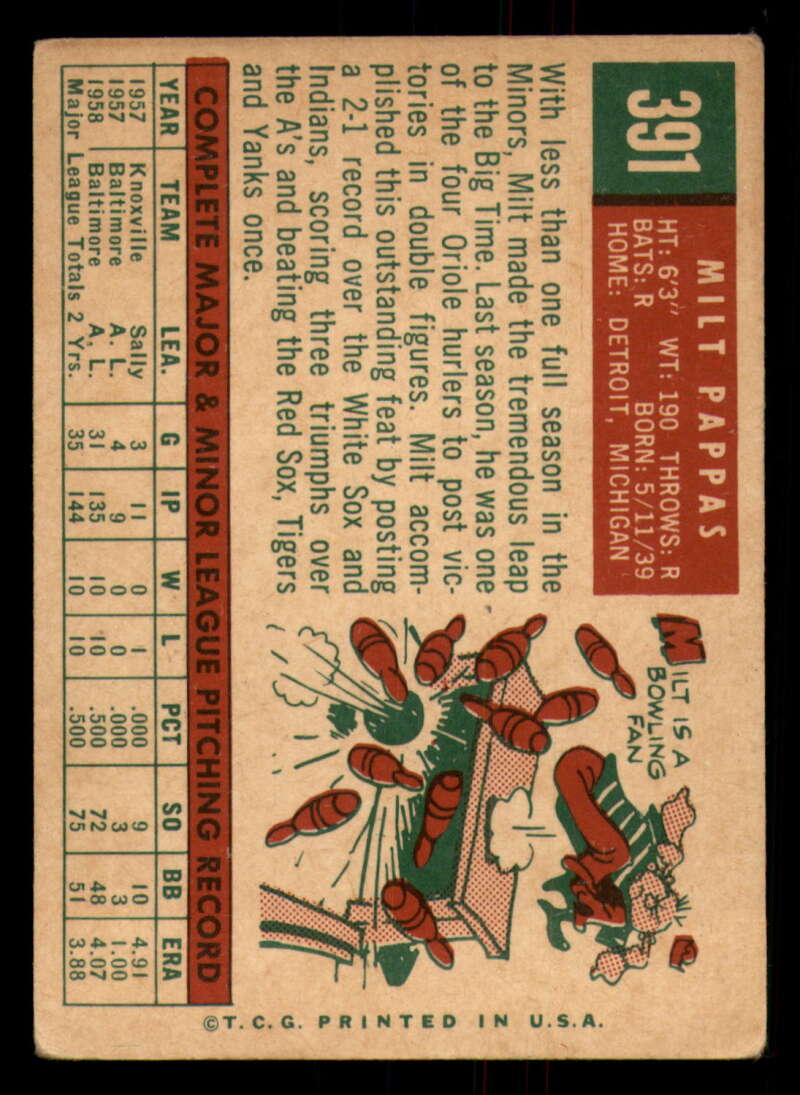 391
MILT PAPPAS
HT: 6'3" WT: 190 THROWS: R
BATS: R BORN: 5/11/39
HOME: DETROIT, MICHIGAN
With less than one full season in the
Minors, Milt made the tremendous leap
to the Big Time. Last season, he was one
of the four Oriole hurlers to post vic-
tories in double figures. Milt accom-
plished this outstanding feat by posting
a 2-1 record over the White Sox and
Indians, scoring three triumphs over
the A's and beating the Red Sox, Tigers
and Yanks once.
MILT IS A
BOWLING
FAN
COMPLETE MAJOR & MINOR LEAGUE PITCHING RECORD
YEAR TEAM LEA. G IP W L PCT SO BB ERA
1957 Knoxville Sally 3 11 0 1 .000 9 10 4.91
1957 Baltimore A. L. 4 9 0 0 .000 3 3 1.00
1958 Baltimore A. L. 31 135 10 10 .500 72 48 4.07
Major League Totals 2 Yrs. 35 144 10 10 .500 75 51 3.88
©T.C.G. PRINTED IN U.S.A.